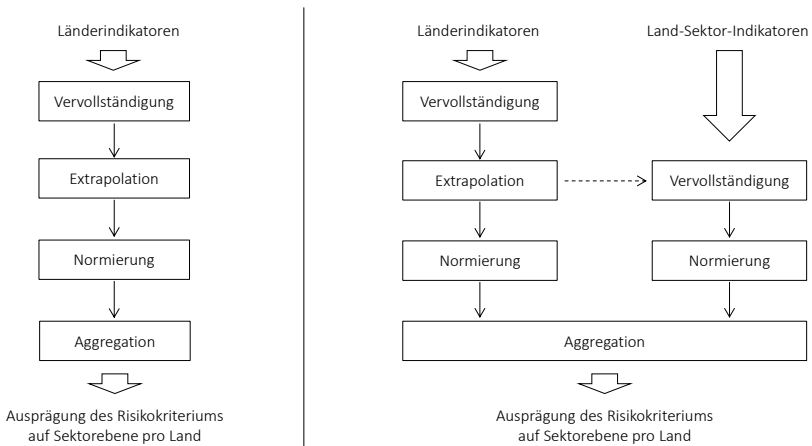 Länderindikatoren
Vervollständigung
Extrapolation
Normierung
Aggregation
Ausprägung des Risikokriteriums
auf Sektorebene pro Land
Länderindikatoren
Land-Sektor-Indikatoren
Vervollständigung
Extrapolation
Vervollständigung
Normierung
Normierung
Aggregation
Ausprägung des Risikokriteriums
auf Sektorebene pro Land